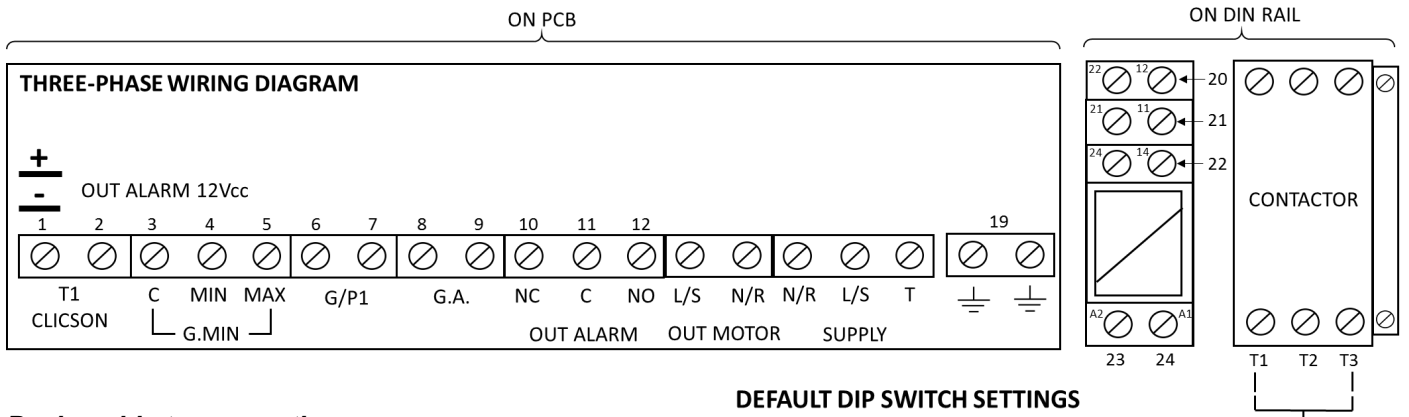 ON PCB
ON DIN RAIL
THREE-PHASE WIRING DIAGRAM
22 12 20
21 11 21
24 14 22
CONTACTOR
+
-
OUT ALARM 12Vcc
1 2 3 4 5 6 7 8 9 10 11 12 19
T1 C MIN MAX G/P1 G.A. NC C NO L/S N/R N/R L/S T
CLICSON G.MIN OUT ALARM OUT MOTOR SUPPLY
A2 A1
23 24 T1 T2 T3
DEFAULT DIP SWITCH SETTINGS